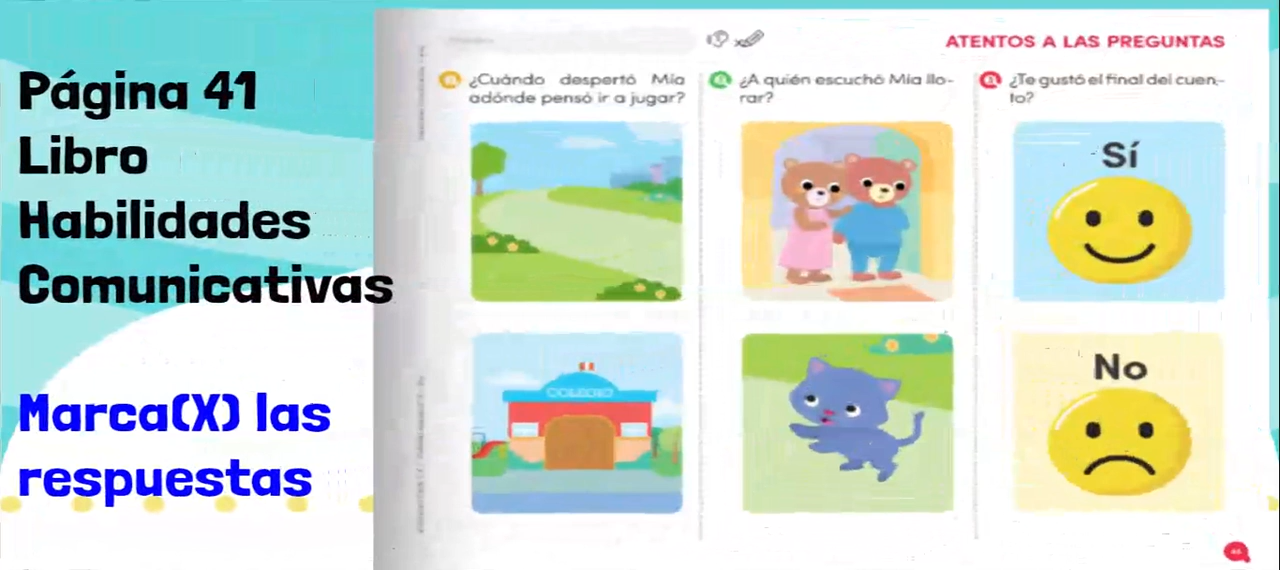 Página 41
Libro
Habilidades
Comunicativas
Marca(X) las
respuestas
ATENTOS A LAS PREGUNTAS
¿Cuándo despertó Mía
adónde pensó ir a jugar?
¿A quién escuchó Mía llo-
rar?
¿Te gustó el final del cuen-
to?
Sí
COLEGIO
No